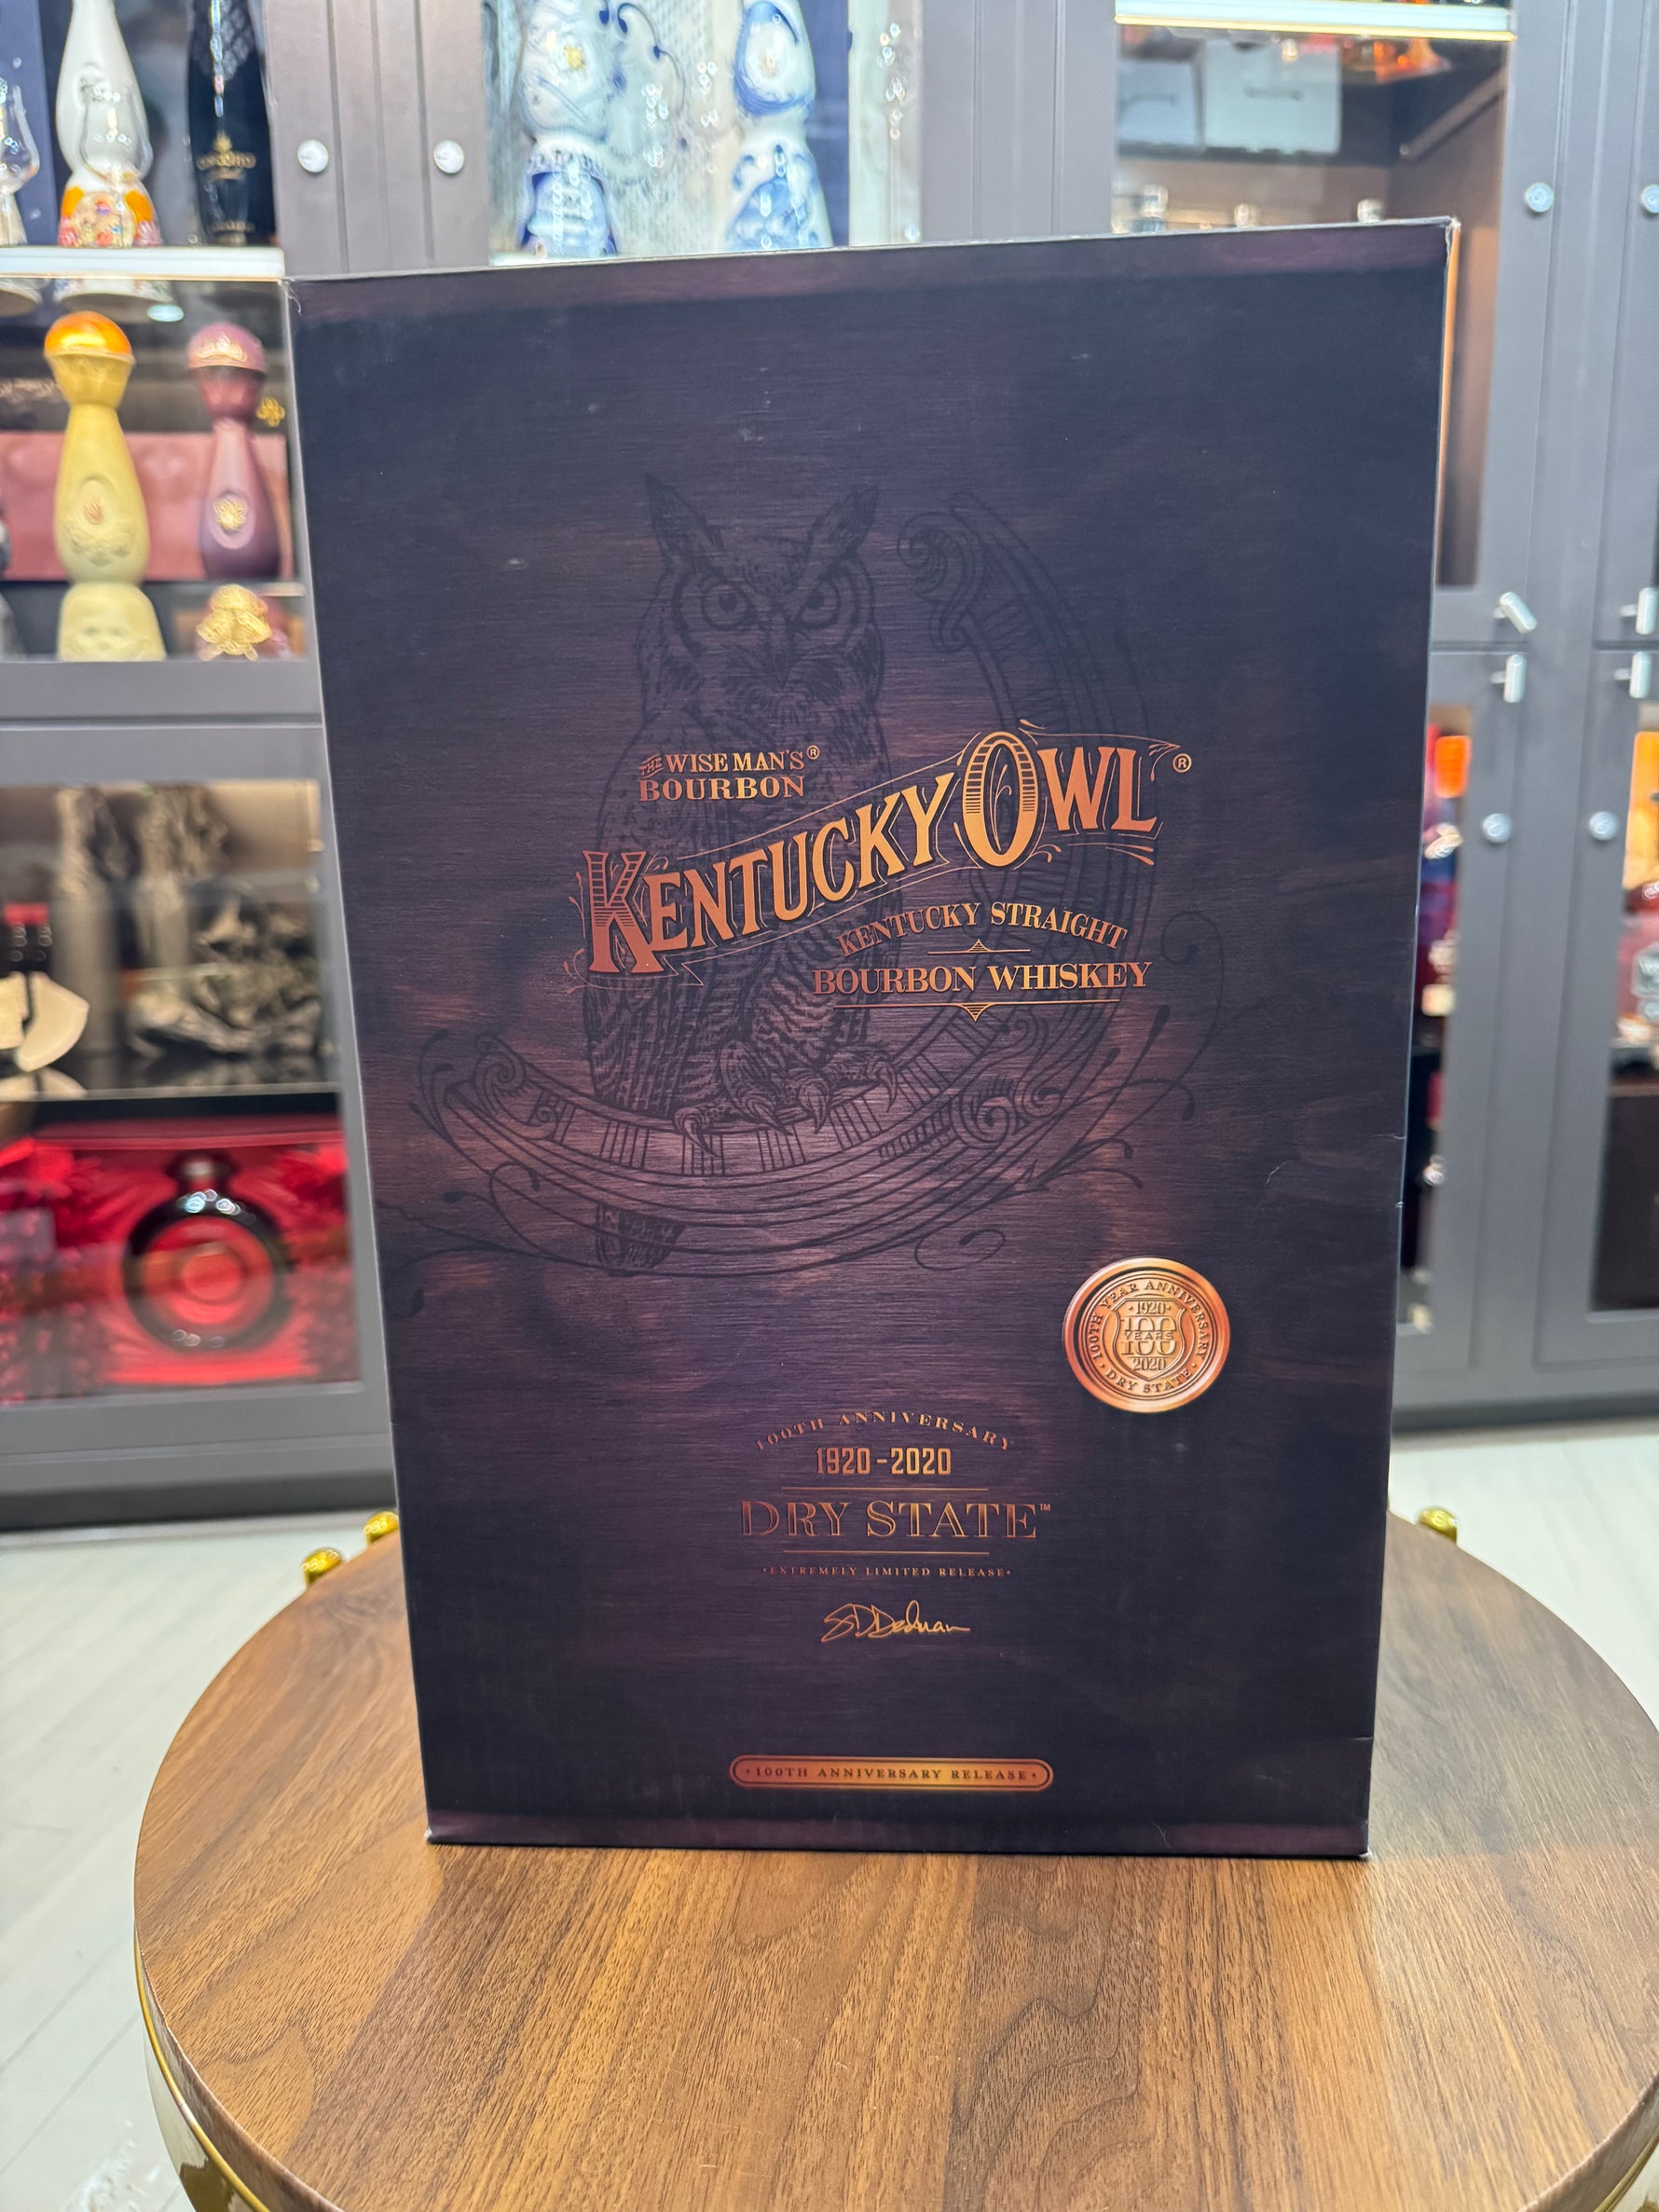 THE WISE MAN'S®
BOURBON
KENTUCKY OWL®
KENTUCKY STRAIGHT
BOURBON WHISKEY
100TH YEAR ANNIVERSARY
·1920·
100
YEARS
2020
· DRY STATE ·
100TH ANNIVERSARY
1920-2020
DRY STATE™
·EXTREMELY LIMITED RELEASE·
SDDedman
·100TH ANNIVERSARY RELEASE·